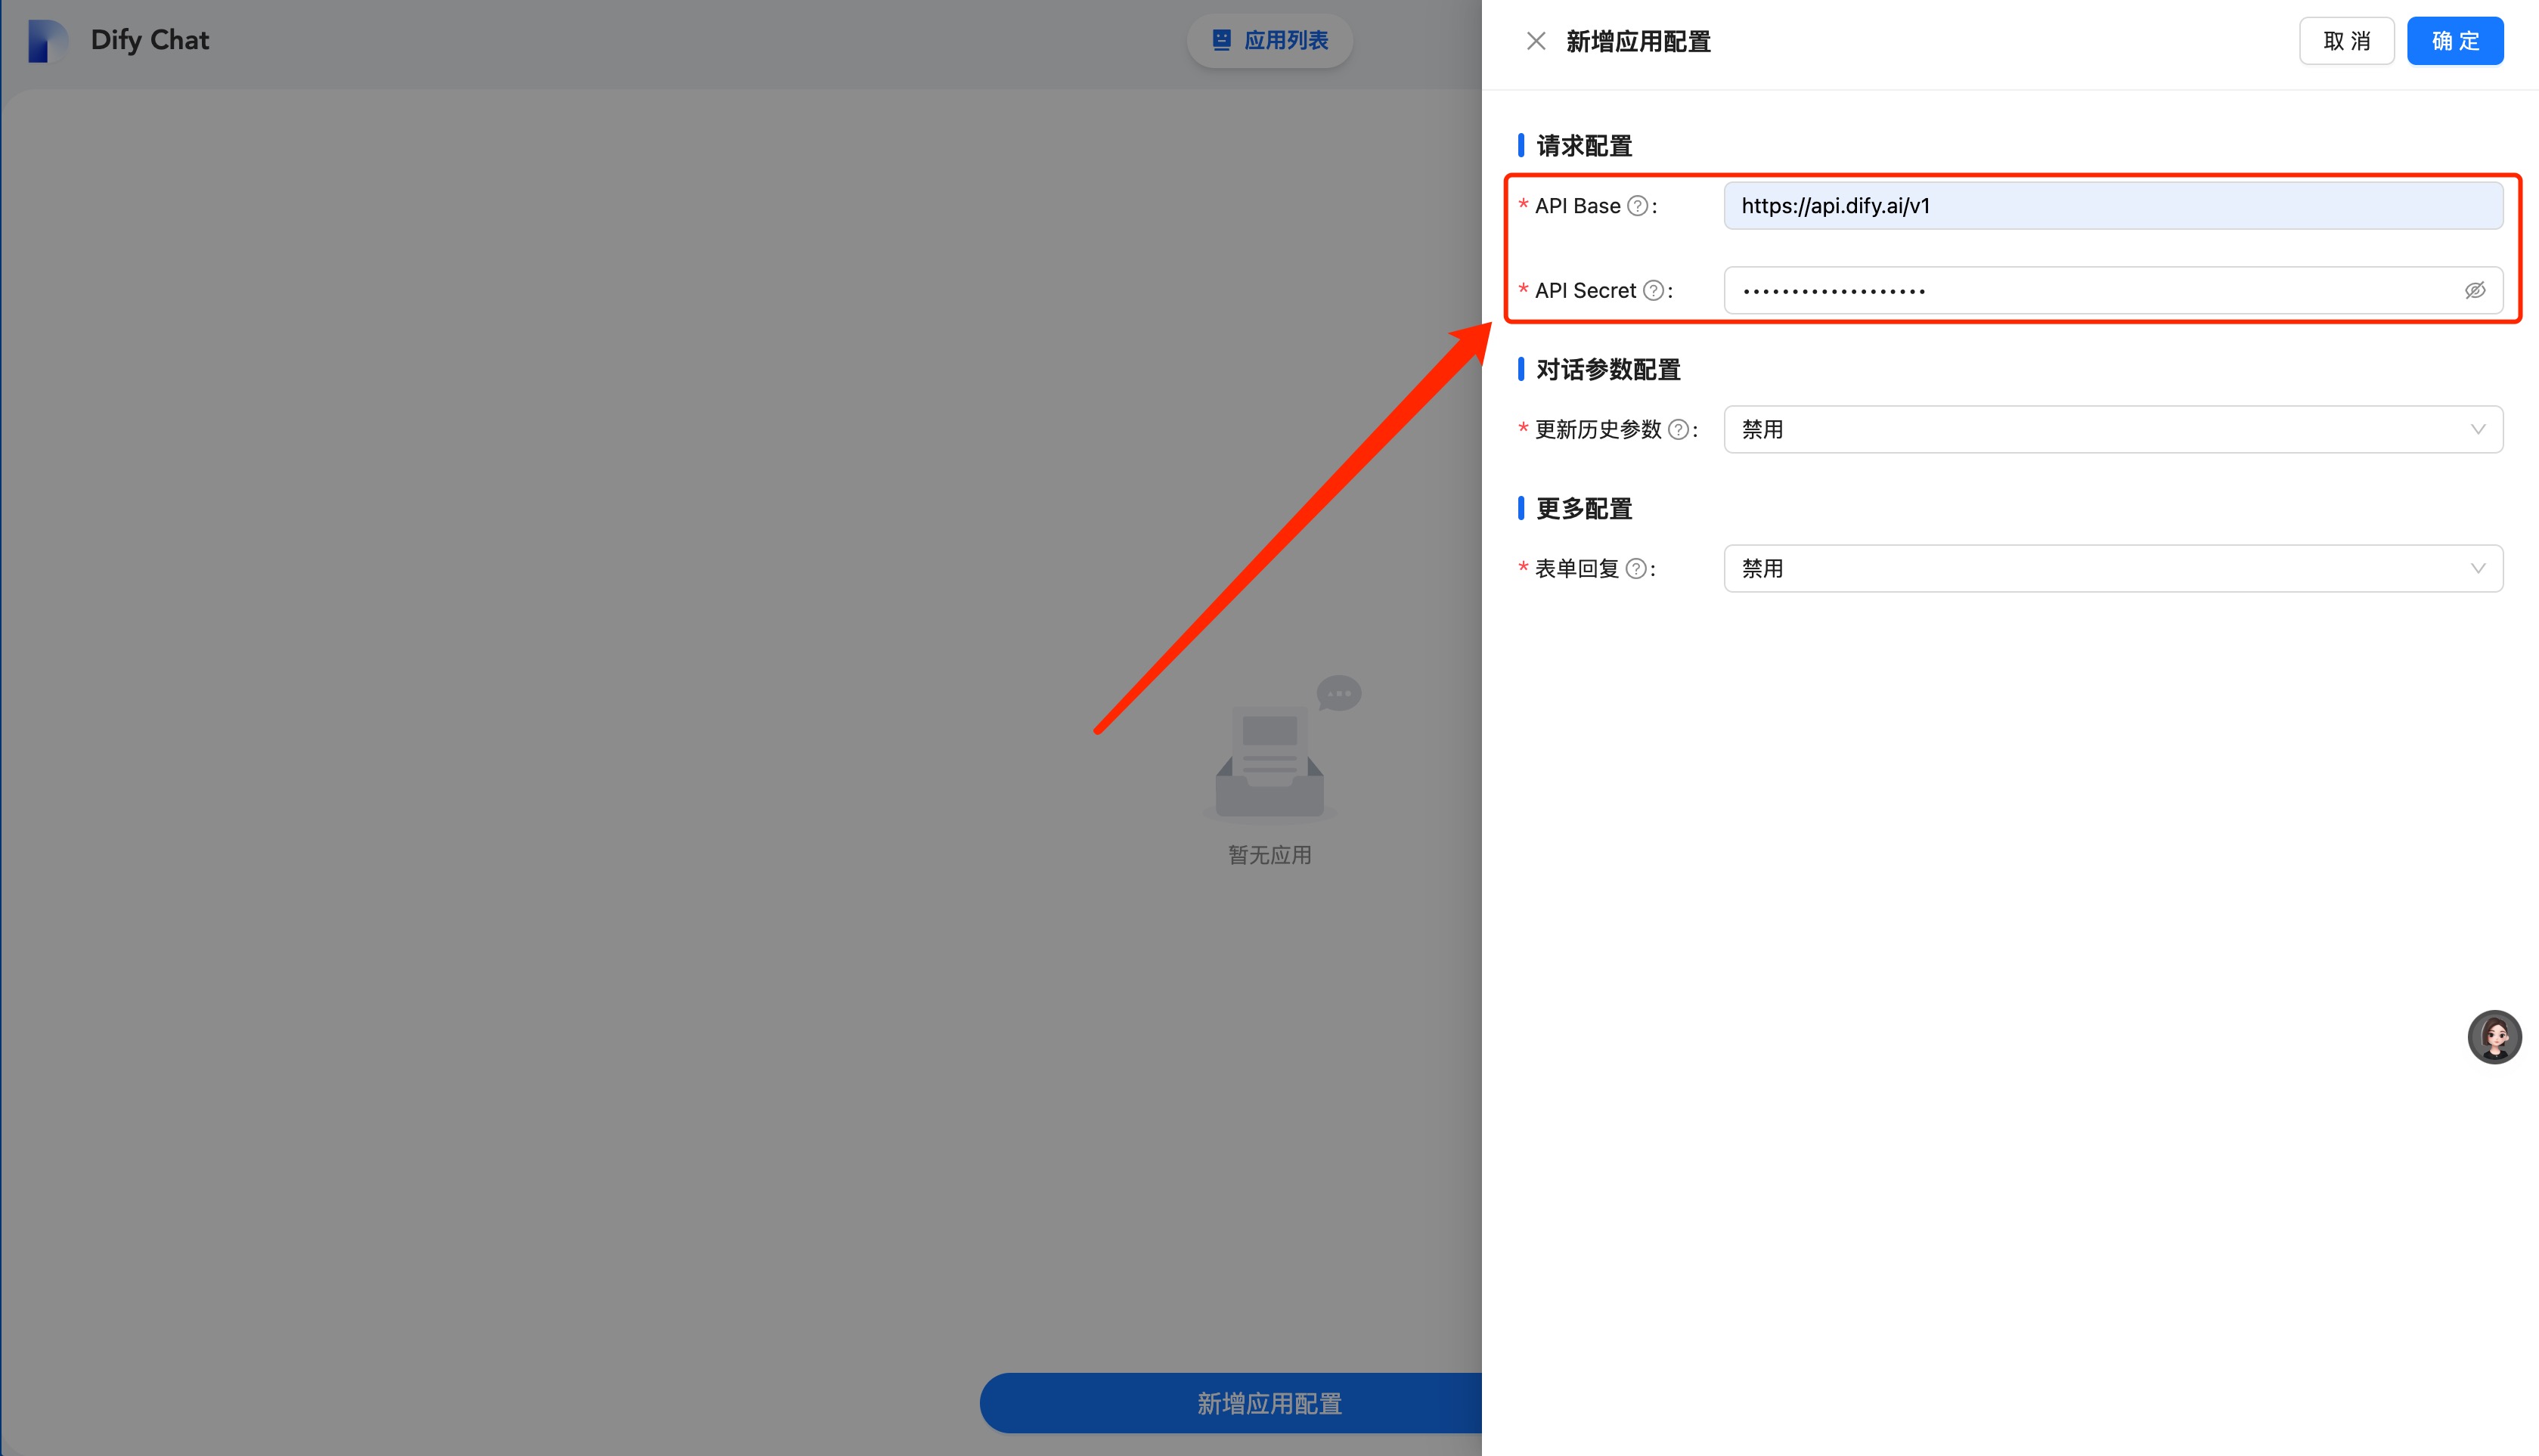 Dify Chat
应用列表
新增应用配置
取 消
确 定
请求配置
* API Base ? :
https://api.dify.ai/v1
* API Secret ? :
•••••••••••••••••••
对话参数配置
* 更新历史参数 ? :
禁用
更多配置
* 表单回复 ? :
禁用
暂无应用
新增应用配置